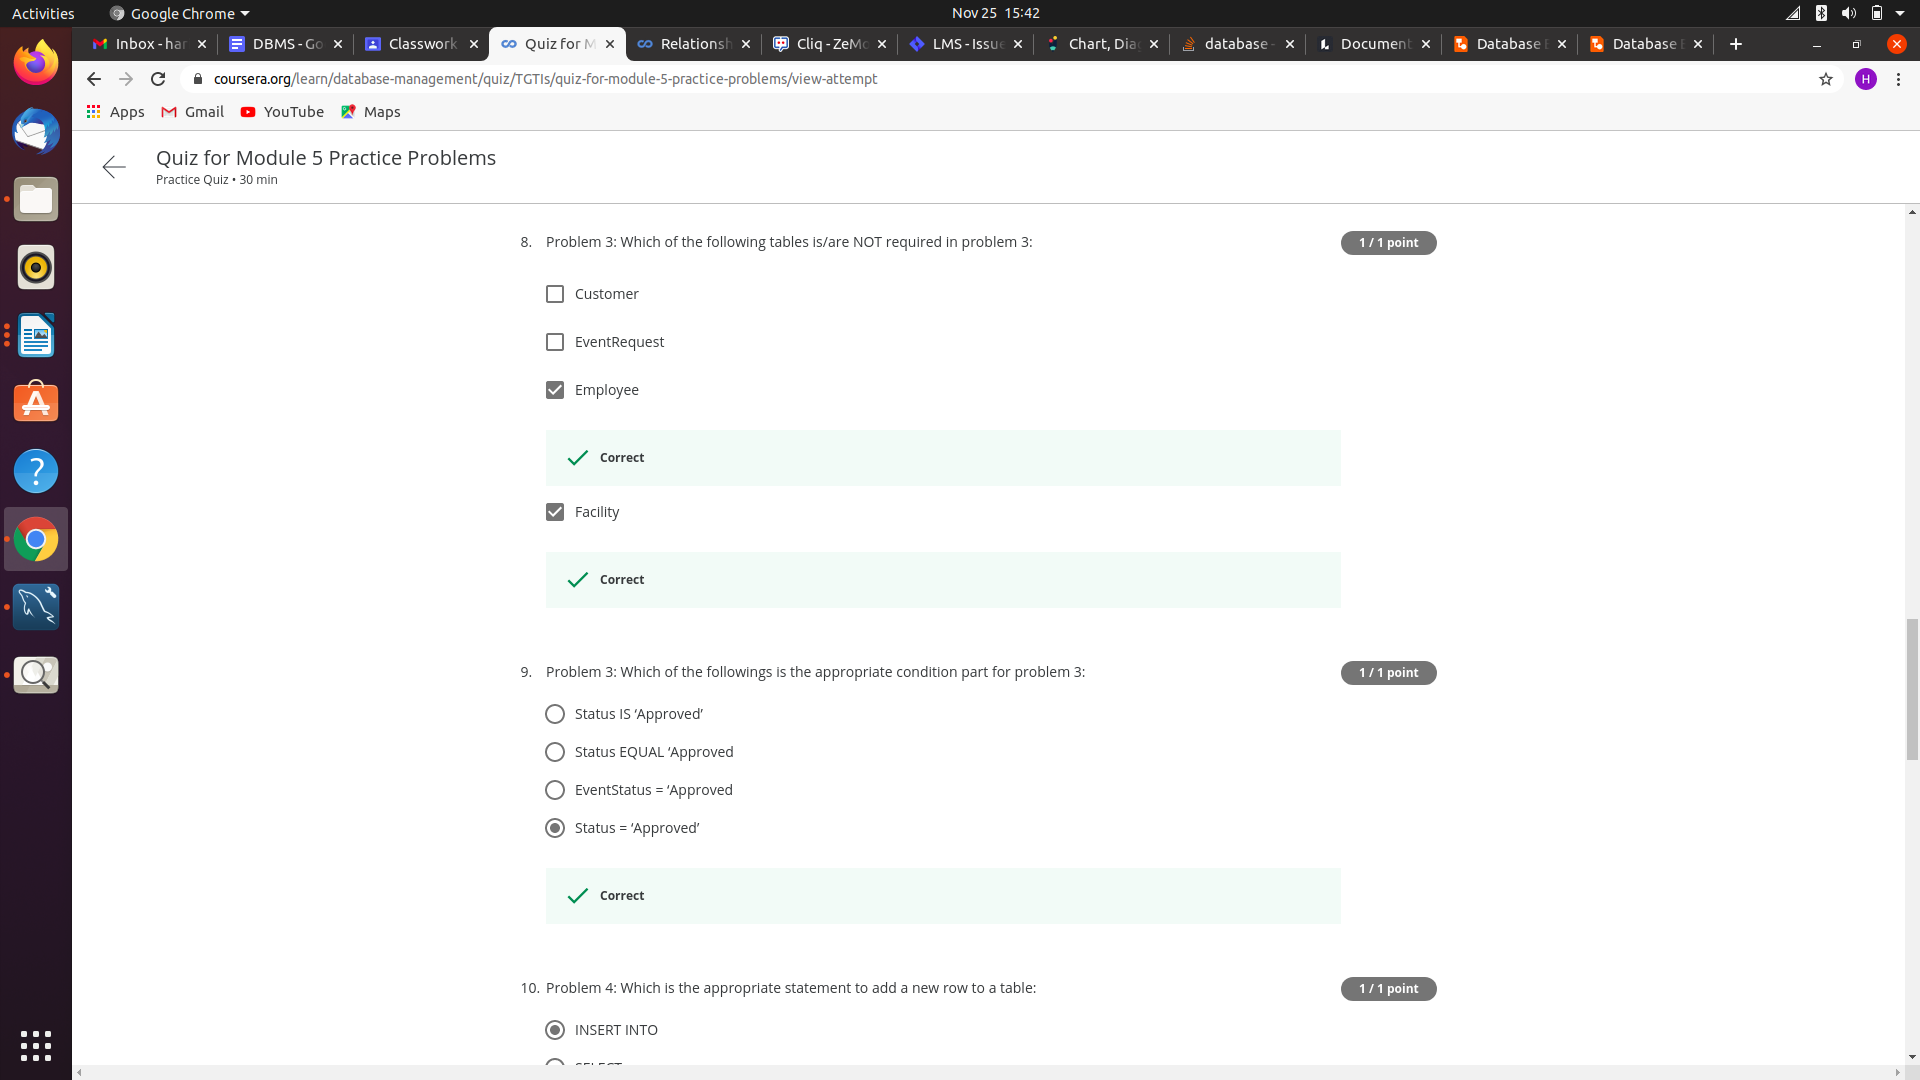 Activities Google Chrome Nov 25 15:42
Inbox - har DBMS - Go Classwork Quiz for M Relationsh Cliq - ZeMo LMS - Issue Chart, Dia database - Document Database E Database E
coursera.org/learn/database-management/quiz/TGTIs/quiz-for-module-5-practice-problems/view-attempt H
Apps Gmail YouTube Maps
Quiz for Module 5 Practice Problems
Practice Quiz • 30 min
8. Problem 3: Which of the following tables is/are NOT required in problem 3: 1 / 1 point
Customer
EventRequest
Employee
Correct
Facility
Correct
9. Problem 3: Which of the followings is the appropriate condition part for problem 3: 1 / 1 point
Status IS ‘Approved’
Status EQUAL ‘Approved
EventStatus = ‘Approved
Status = ‘Approved’
Correct
10. Problem 4: Which is the appropriate statement to add a new row to a table: 1 / 1 point
INSERT INTO
SELECT